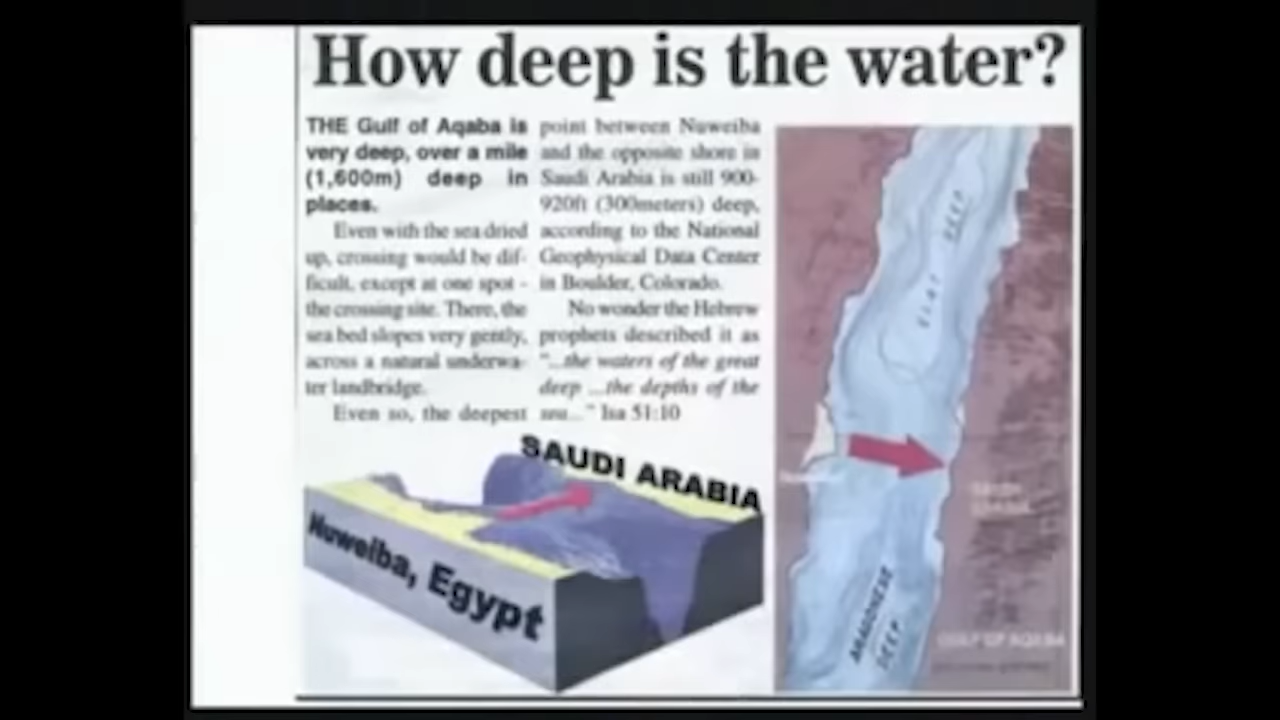 How deep is the water?
THE Gulf of Aqaba is
very deep, over a mile
(1,600m) deep in
places.
Even with the sea dried
up, crossing would be dif-
ficult, except at one spot -
the crossing site. There, the
sea bed slopes very gently,
across a natural underwa-
ter landbridge.
Even so, the deepest
point between Nuweiba
and the opposite shore in
Saudi Arabia is still 900-
920ft (300meters) deep,
according to the National
Geophysical Data Center
in Boulder, Colorado.
No wonder the Hebrew
prophets described it as
"...the waters of the great
deep ...the depths of the
sea..." Isa 51:10
SAUDI ARABIA
Nuweiba, Egypt
ELAT DEEP
SAUDI
ARABIA
ARAGONESE
DEEP
GULF OF AQABA